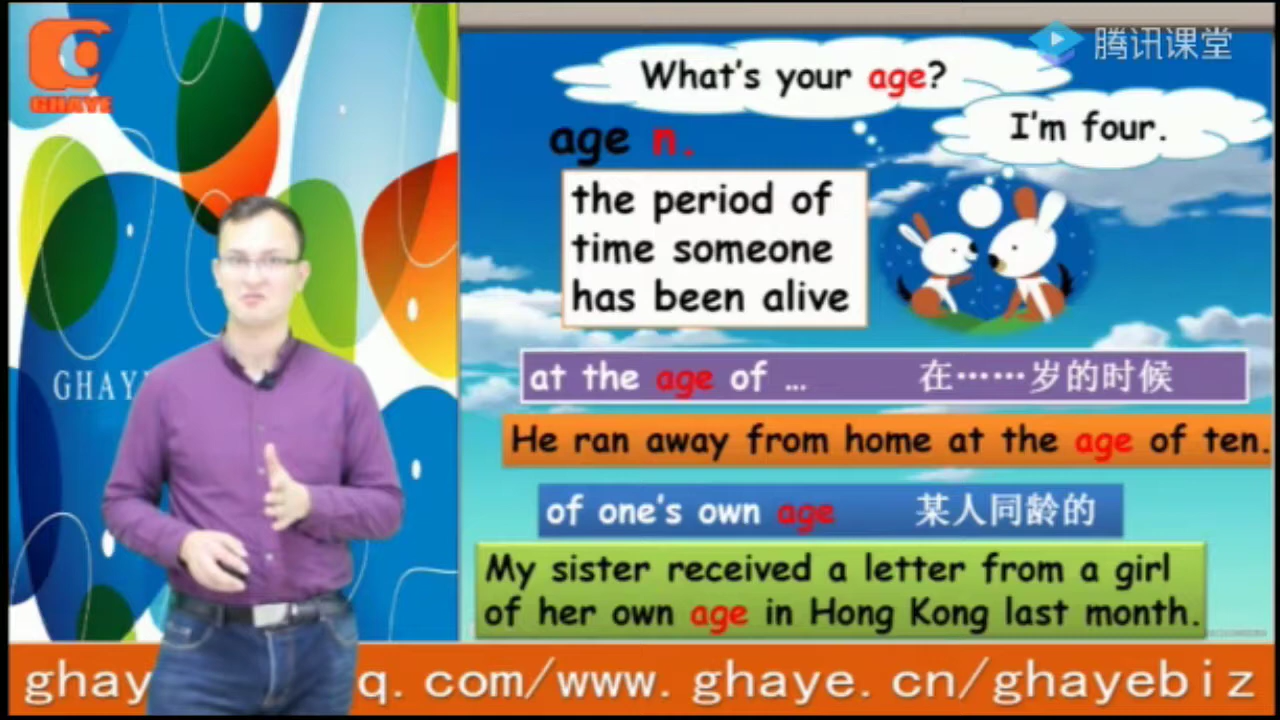 GHAYE
腾讯课堂
What's your age?
I'm four.
age n.
the period of
time someone
has been alive
GHAY
at the age of … 在……岁的时候
He ran away from home at the age of ten.
of one's own age 某人同龄的
My sister received a letter from a girl
of her own age in Hong Kong last month.
ghay q.com/www.ghaye.cn/ghayebiz